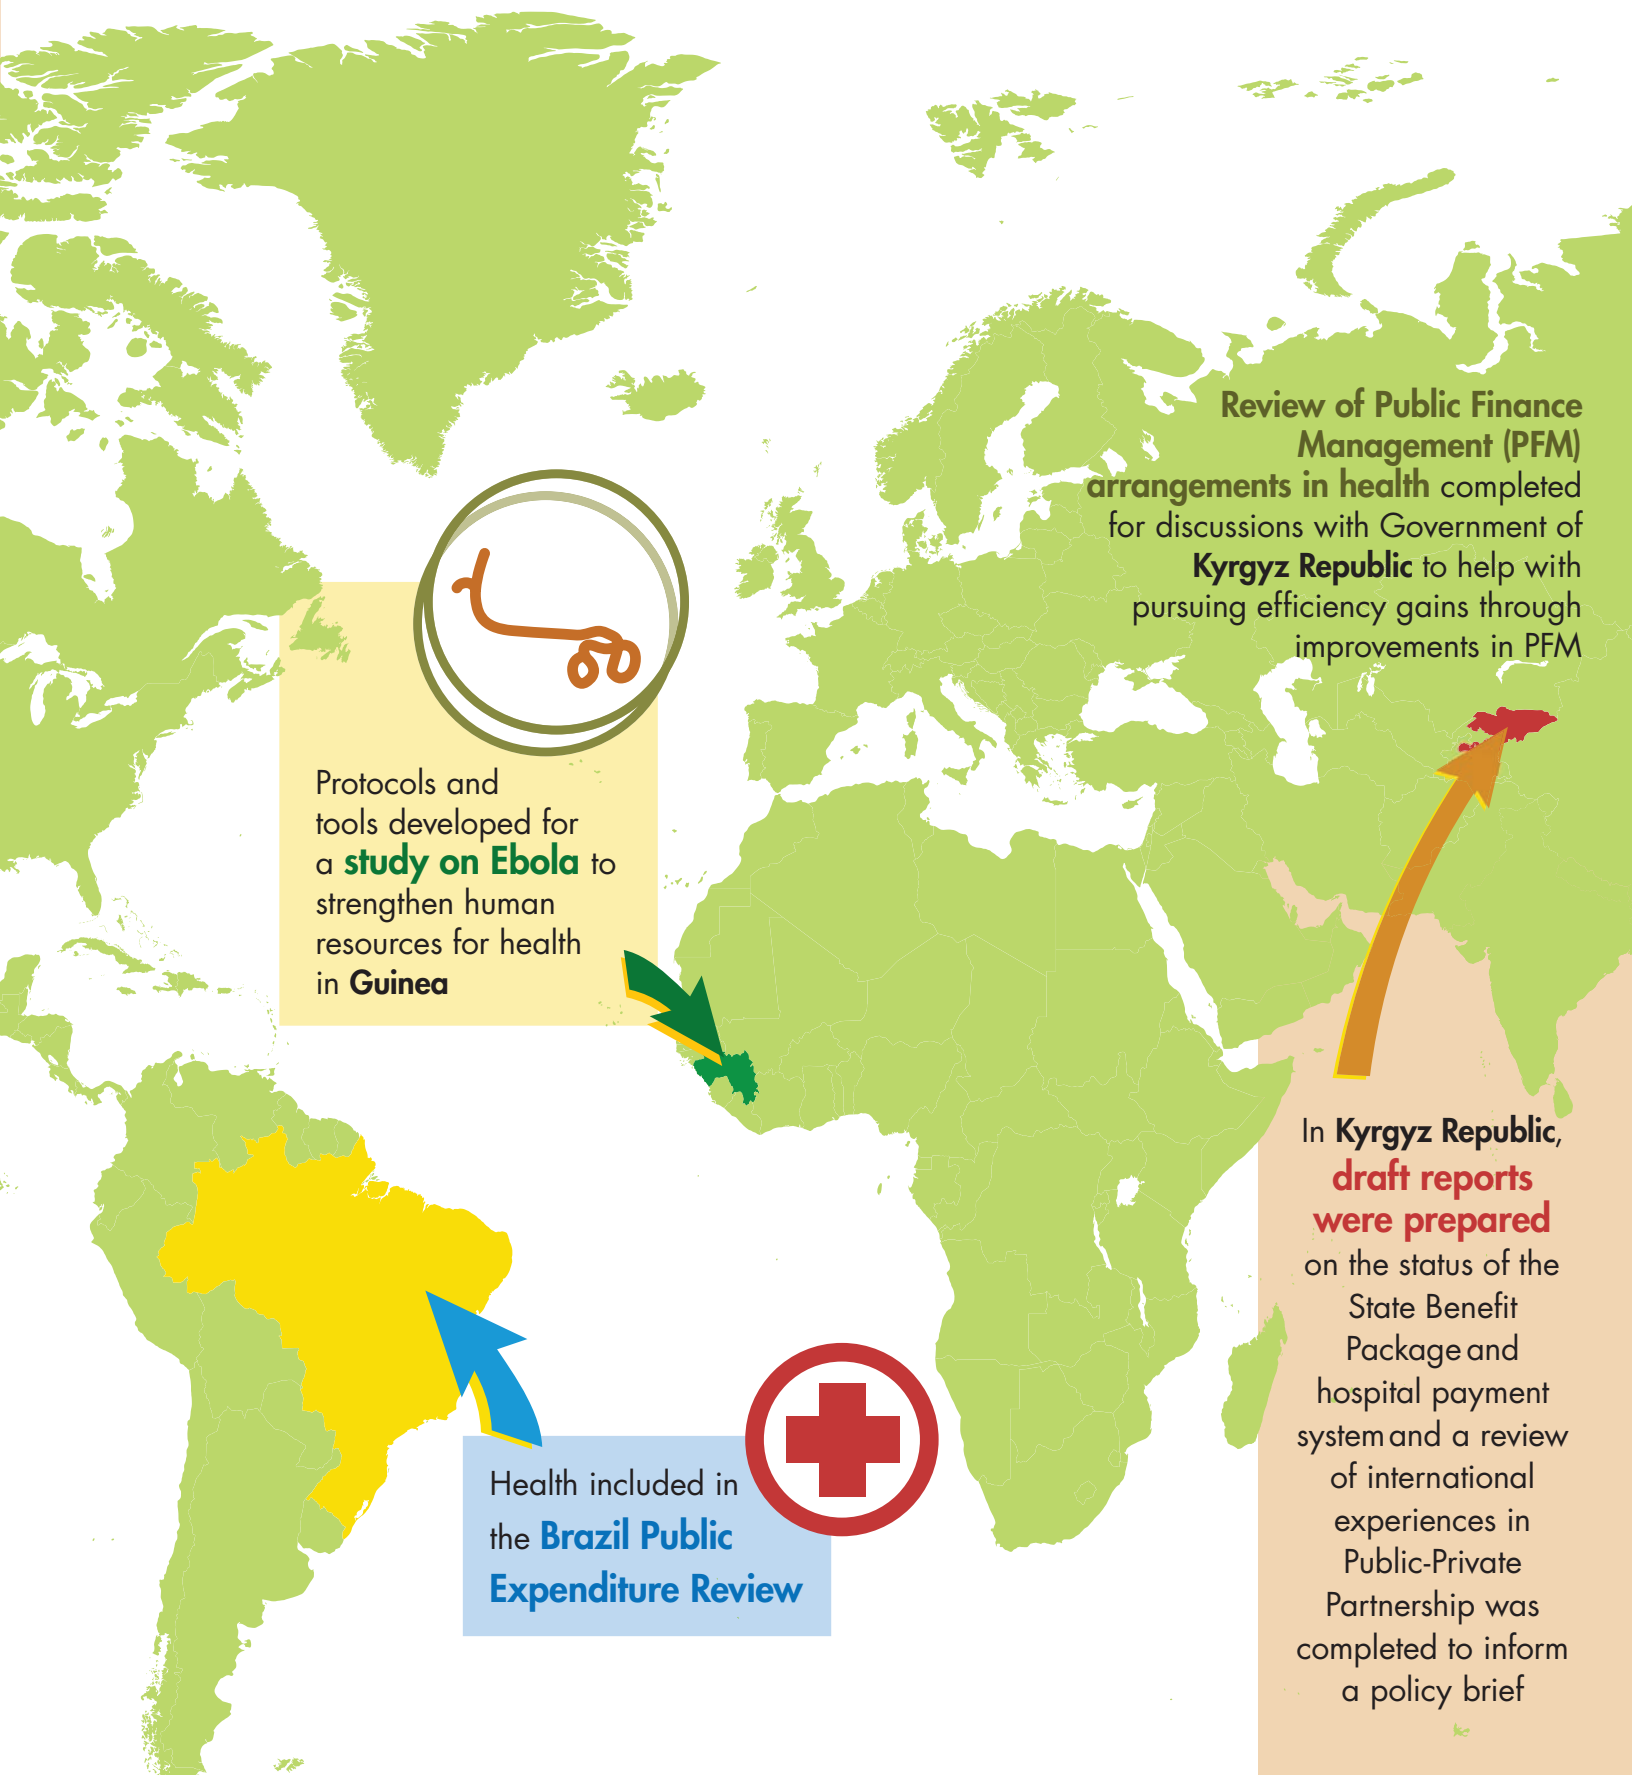 Review of Public Finance
Management (PFM)
arrangements in health completed
for discussions with Government of
Kyrgyz Republic to help with
pursuing efficiency gains through
improvements in PFM
Protocols and
tools developed for
a study on Ebola to
strengthen human
resources for health
in Guinea
In Kyrgyz Republic,
draft reports
were prepared
on the status of the
State Benefit
Package and
hospital payment
system and a review
of international
experiences in
Public-Private
Partnership was
completed to inform
a policy brief
Health included in
the Brazil Public
Expenditure Review